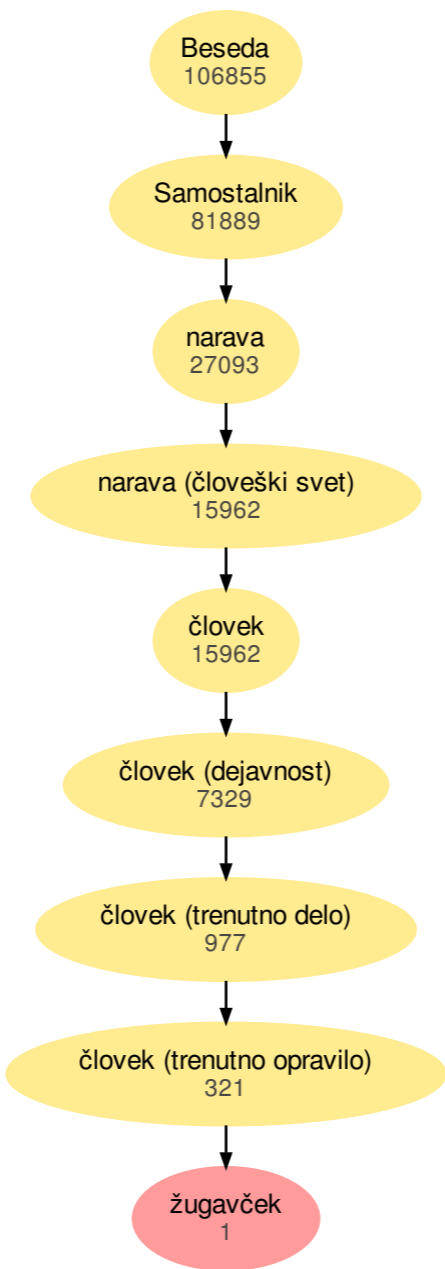 Beseda
106855
Samostalnik
81889
narava
27093
narava (človeški svet)
15962
človek
15962
človek (dejavnost)
7329
človek (trenutno delo)
977
človek (trenutno opravilo)
321
žugavček
1